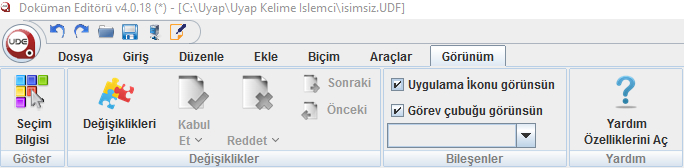 Doküman Editörü v4.0.18 (*) - [C:\Uyap\Uyap Kelime Islemci\isimsiz.UDF]
UDE
Dosya Giriş Düzenle Ekle Biçim Araçlar Görünüm
Seçim Bilgisi
Göster
Değişiklikleri İzle
Kabul Et
Reddet
Sonraki
Önceki
Değişiklikler
Uygulama İkonu görünsün
Görev çubuğu görünsün
Bileşenler
Yardım Özelliklerini Aç
Yardım